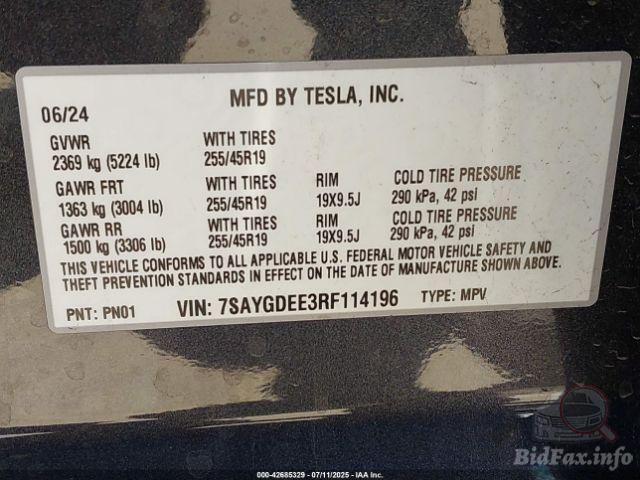 MFD BY TESLA, INC.
06/24
GVWR WITH TIRES
2369 kg (5224 lb) 255/45R19
GAWR FRT WITH TIRES RIM COLD TIRE PRESSURE
1363 kg (3004 lb) 255/45R19 19X9.5J 290 kPa, 42 psi
GAWR RR WITH TIRES RIM COLD TIRE PRESSURE
1500 kg (3306 lb) 255/45R19 19X9.5J 290 kPa, 42 psi
THIS VEHICLE CONFORMS TO ALL APPLICABLE U.S. FEDERAL MOTOR VEHICLE SAFETY AND
THEFT PREVENTION STANDARDS IN EFFECT ON THE DATE OF MANUFACTURE SHOWN ABOVE.
PNT: PN01 VIN: 7SAYGDEE3RF114196 TYPE: MPV
BidFax.info
000-42685329 - 07/11/2025 - IAA Inc.